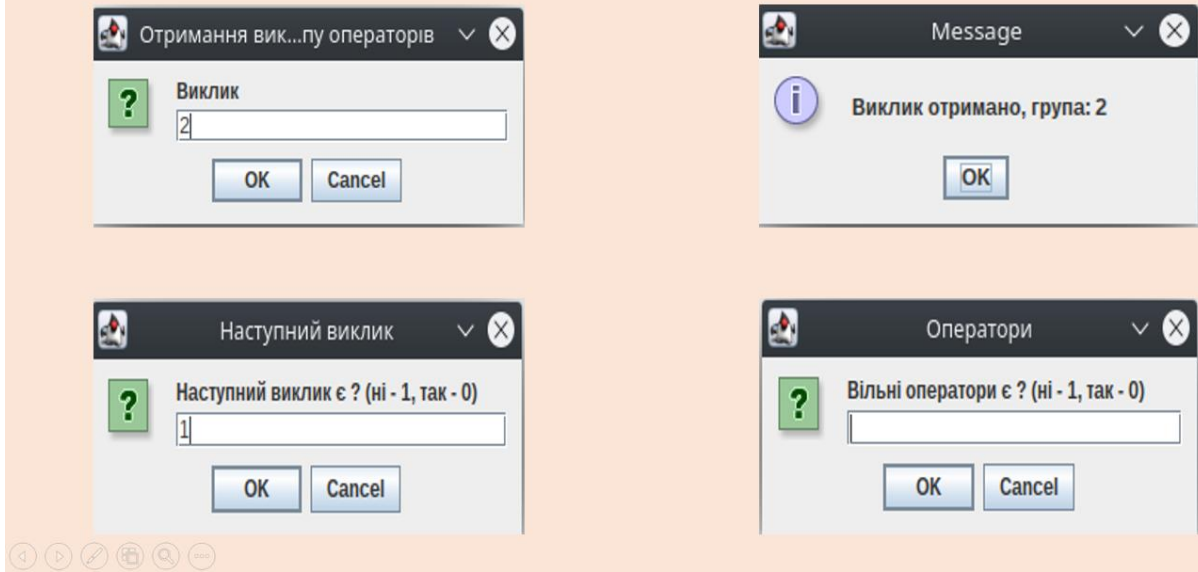 Отримання вик...пу операторів
Виклик
2
OK Cancel
Message
Виклик отримано, група: 2
OK
Наступний виклик
Наступний виклик є ? (ні - 1, так - 0)
1
OK Cancel
Оператори
Вільні оператори є ? (ні - 1, так - 0)
OK Cancel